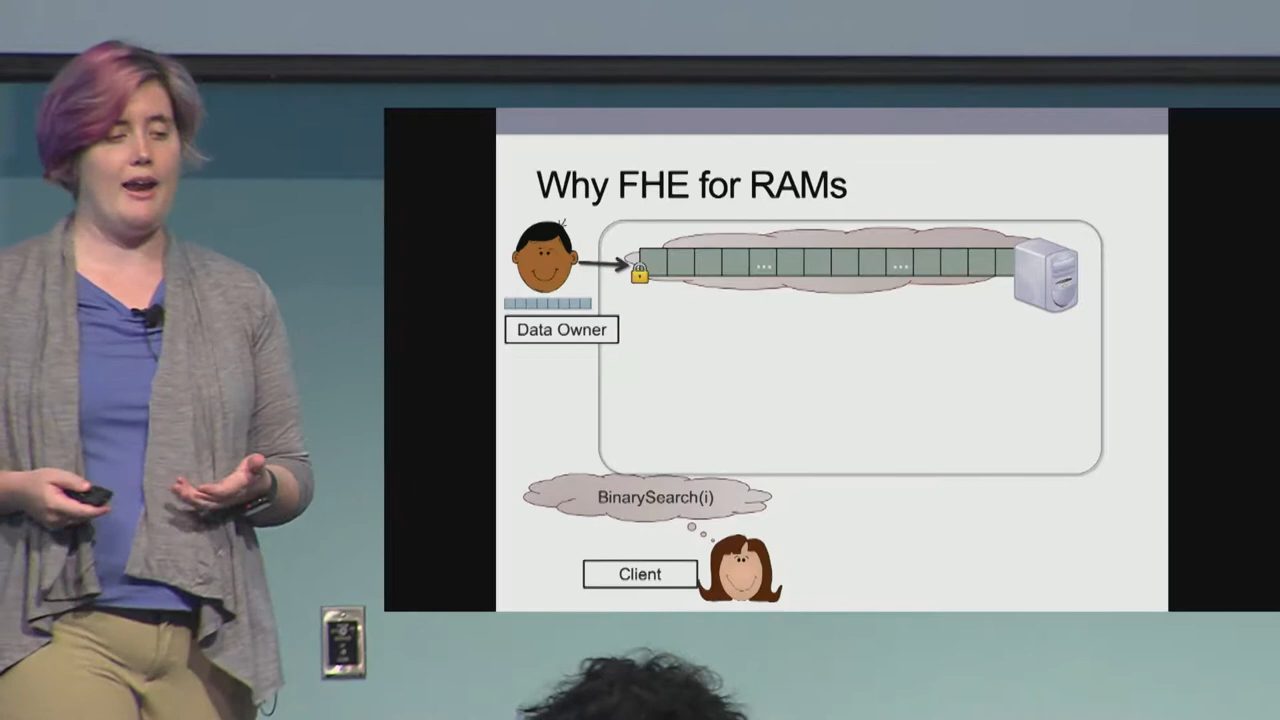 Why FHE for RAMs
...
...
Data Owner
BinarySearch(i)
Client